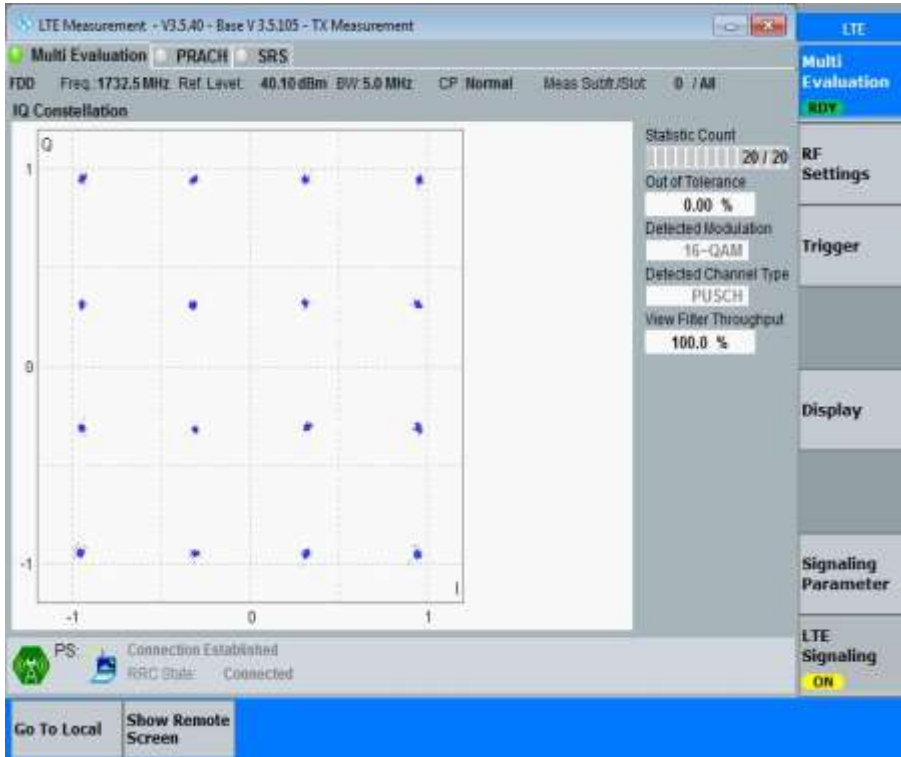 LTE Measurement - V3.5.40 - Base V 3.5.105 - TX Measurement
LTE
Multi Evaluation PRACH SRS
Multi
Evaluation
RDY
FDD Freq.:1732.5 MHz Ref. Level: 40.10 dBm BW: 5.0 MHz CP: Normal Meas Subfr./Slot: 0 / All
IQ Constellation
Q
Statistic Count
20 / 20
Out of Tolerance
0.00 %
Detected Modulation
16-QAM
Detected Channel Type
PUSCH
View Filter Throughput
100.0 %
1
0
-1
I
-1 0 1
RF
Settings
Trigger
Display
Signaling
Parameter
LTE
Signaling
ON
PS: Connection Established
RRC State: Connected
Go To Local
Show Remote
Screen